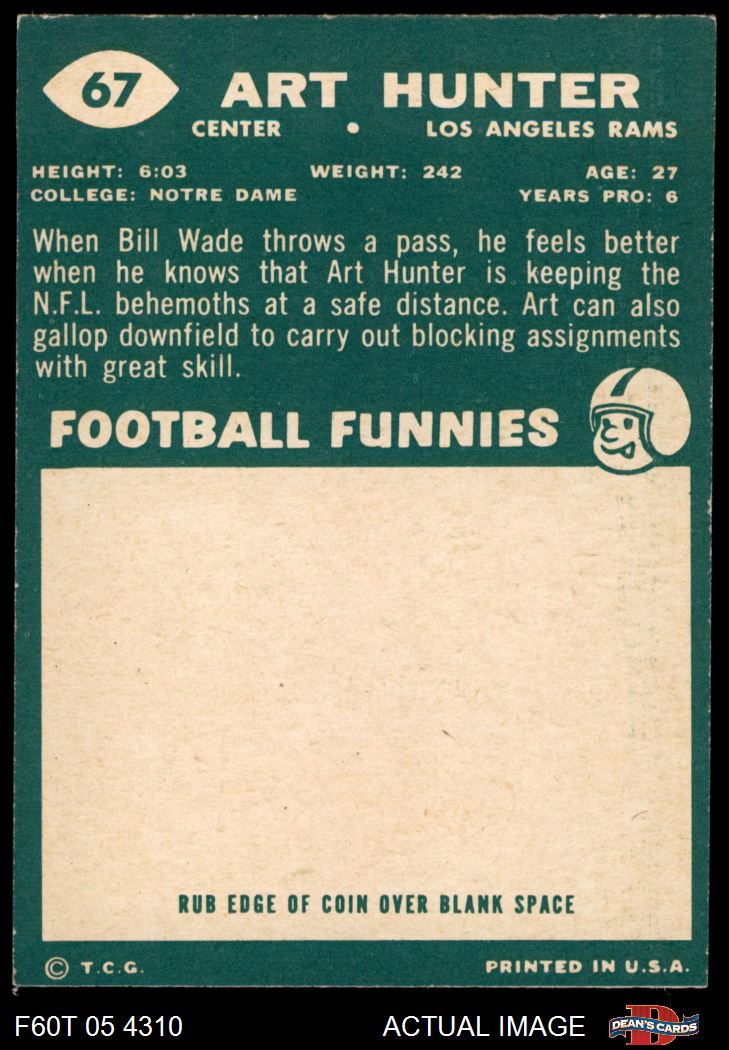 67
ART HUNTER
CENTER • LOS ANGELES RAMS
HEIGHT: 6:03 WEIGHT: 242 AGE: 27
COLLEGE: NOTRE DAME YEARS PRO: 6
When Bill Wade throws a pass, he feels better
when he knows that Art Hunter is keeping the
N.F.L. behemoths at a safe distance. Art can also
gallop downfield to carry out blocking assignments
with great skill.
FOOTBALL FUNNIES
RUB EDGE OF COIN OVER BLANK SPACE
© T.C.G. PRINTED IN U.S.A.
F60T 05 4310 ACTUAL IMAGE D DEAN'S CARDS